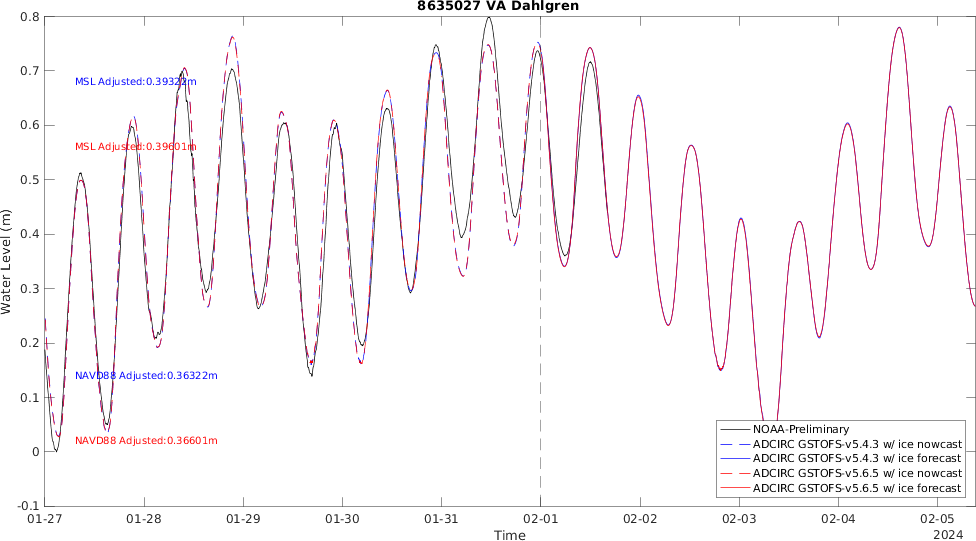 8635027 VA Dahlgren
0.8
0.7
0.6
0.5
0.4
0.3
0.2
0.1
0
-0.1
Water Level (m)
MSL Adjusted:0.39322m
MSL Adjusted:0.39601m
NAVD88 Adjusted:0.36322m
NAVD88 Adjusted:0.36601m
NOAA-Preliminary
ADCIRC GSTOFS-v5.4.3 w/ ice nowcast
ADCIRC GSTOFS-v5.4.3 w/ ice forecast
ADCIRC GSTOFS-v5.6.5 w/ ice nowcast
ADCIRC GSTOFS-v5.6.5 w/ ice forecast
01-27 01-28 01-29 01-30 01-31 02-01 02-02 02-03 02-04 02-05
Time
2024